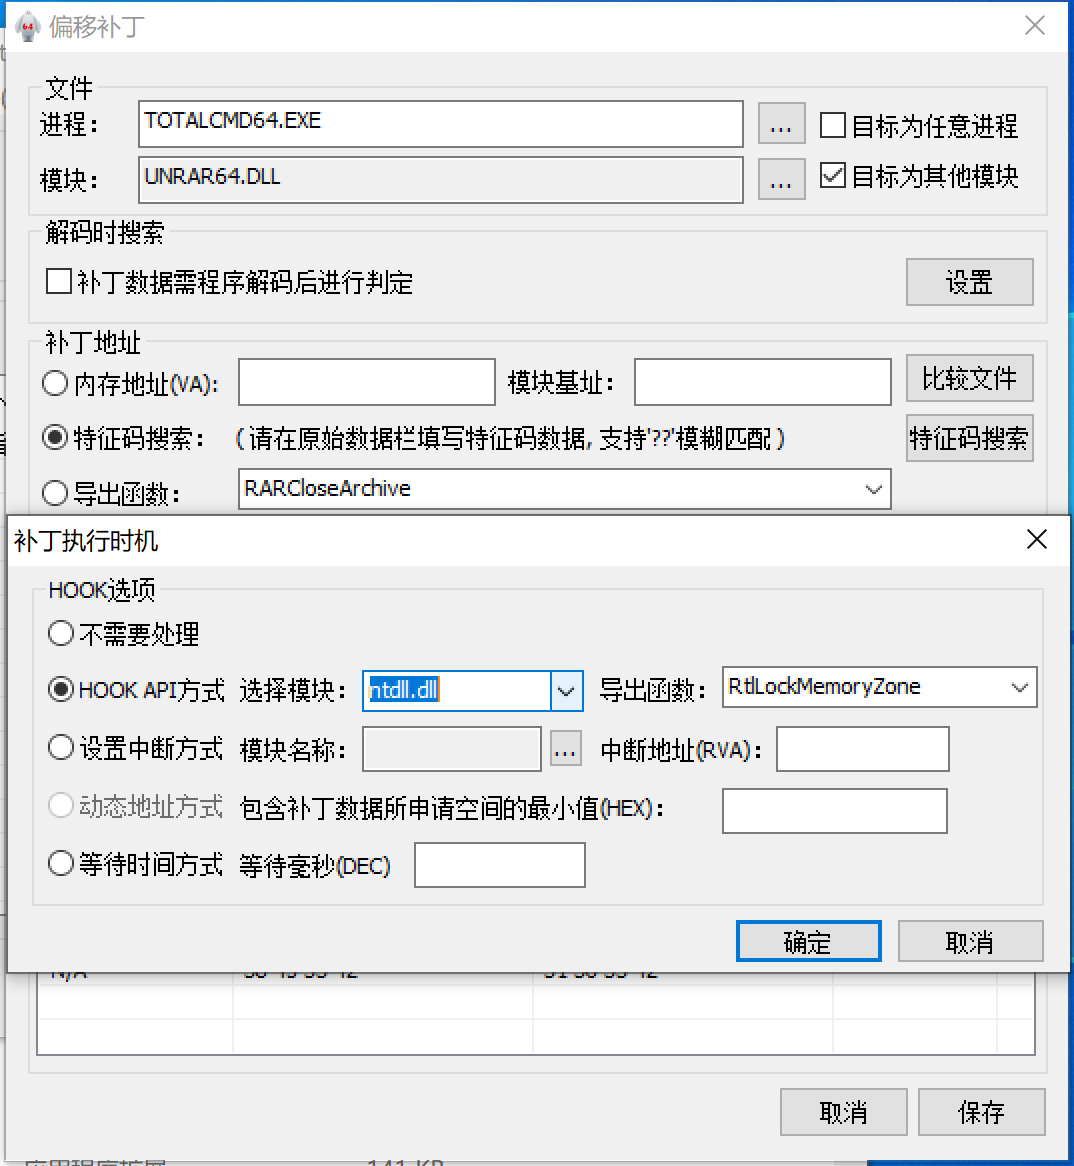 偏移补丁
文件
进程： TOTALCMD64.EXE ... 目标为任意进程
模块： UNRAR64.DLL ... 目标为其他模块
解码时搜索
补丁数据需程序解码后进行判定 设置
补丁地址
内存地址(VA): 模块基址： 比较文件
特征码搜索： （请在原始数据栏填写特征码数据, 支持'??'模糊匹配） 特征码搜索
导出函数： RARCloseArchive
补丁执行时机
HOOK选项
不需要处理
HOOK API方式 选择模块： ntdll.dll 导出函数： RtlLockMemoryZone
设置中断方式 模块名称： ... 中断地址(RVA)：
动态地址方式 包含补丁数据所申请空间的最小值(HEX)：
等待时间方式 等待毫秒(DEC)
确定 取消
N/A
取消 保存
141 KB